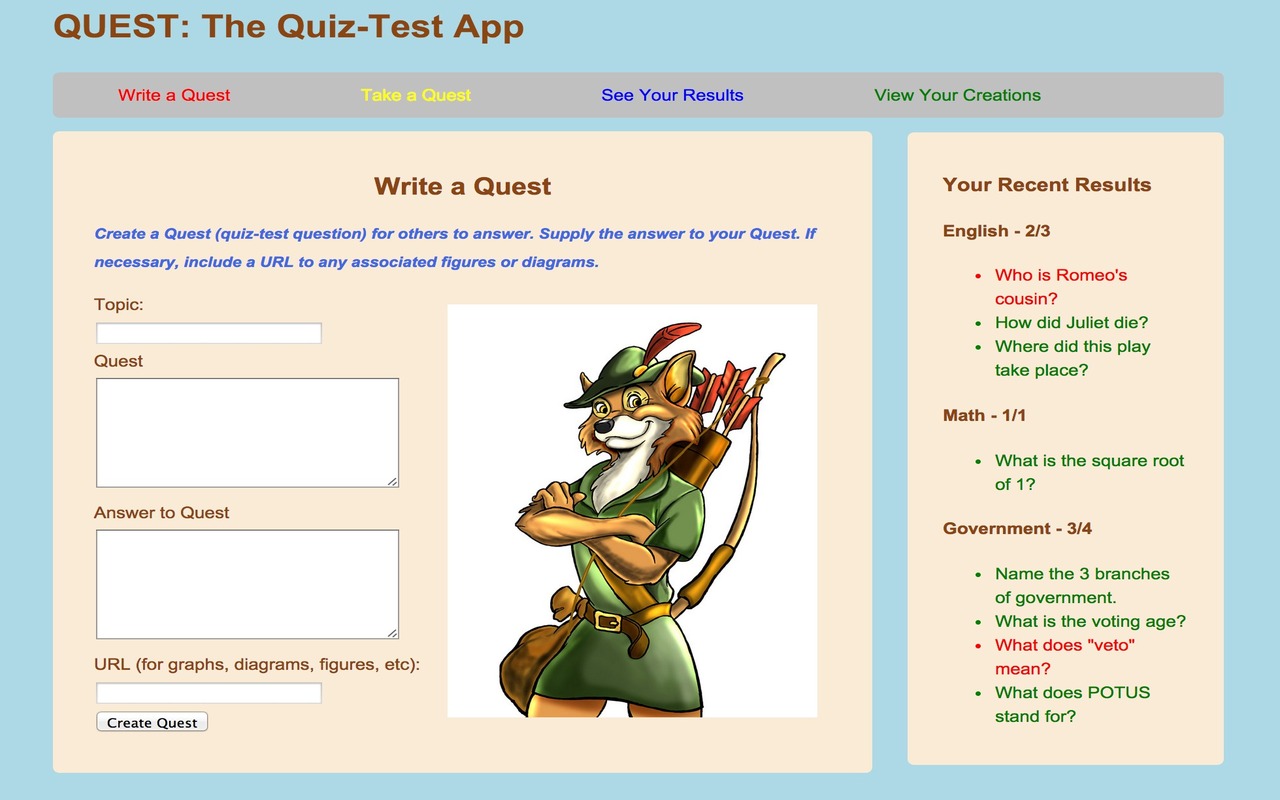 QUEST: The Quiz-Test App
Write a Quest
Take a Quest
See Your Results
View Your Creations
Write a Quest
Create a Quest (quiz-test question) for others to answer. Supply the answer to your Quest. If
necessary, include a URL to any associated figures or diagrams.
Topic:
Quest
Answer to Quest
URL (for graphs, diagrams, figures, etc):
Create Quest
Your Recent Results
English - 2/3
Who is Romeo's
cousin?
How did Juliet die?
Where did this play
take place?
Math - 1/1
What is the square root
of 1?
Government - 3/4
Name the 3 branches
of government.
What is the voting age?
What does "veto"
mean?
What does POTUS
stand for?